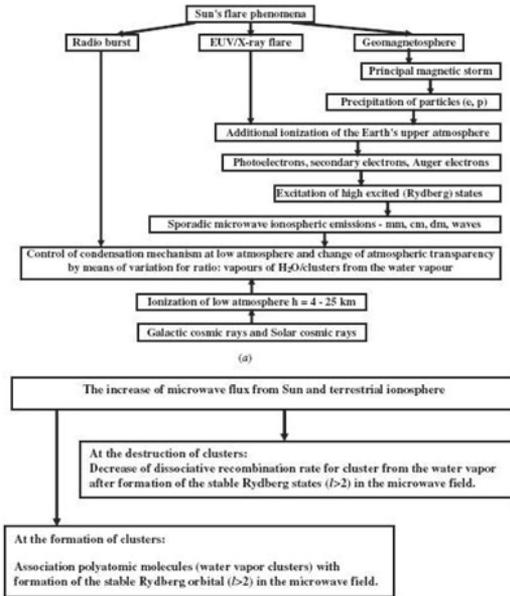 Sun's flare phenomena
Radio burst
EUV/X-ray flare
Geomagnetosphere
Principal magnetic storm
Precipitation of particles (e, p)
Additional ionization of the Earth's upper atmosphere
Photoelectrons, secondary electrons, Auger electrons
Excitation of high excited (Rydberg) states
Sporadic microwave ionospheric emissions - mm, cm, dm, waves
Control of condensation mechanism at low atmosphere and change of atmospheric transparency
by means of variation for ratio: vapours of H₂O/clusters from the water vapour
Ionization of low atmosphere h = 4 - 25 km
Galactic cosmic rays and Solar cosmic rays
(a)
The increase of microwave flux from Sun and terrestrial ionosphere
At the destruction of clusters:
Decrease of dissociative recombination rate for cluster from the water vapor
after formation of the stable Rydberg states (l>2) in the microwave field.
At the formation of clusters:
Association polyatomic molecules (water vapor clusters) with
formation of the stable Rydberg orbital (l>2) in the microwave field.